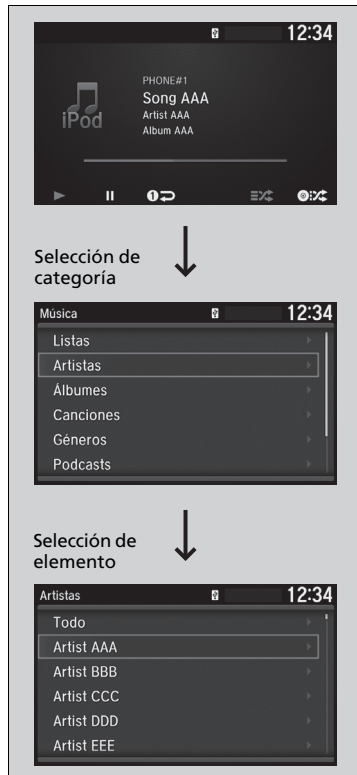 12:34
PHONE#1
Song AAA
Artist AAA
Album AAA
iPod
Selección de
categoría
Música 12:34
Listas
Artistas
Álbumes
Canciones
Géneros
Podcasts
Selección de
elemento
Artistas 12:34
Todo
Artist AAA
Artist BBB
Artist CCC
Artist DDD
Artist EEE